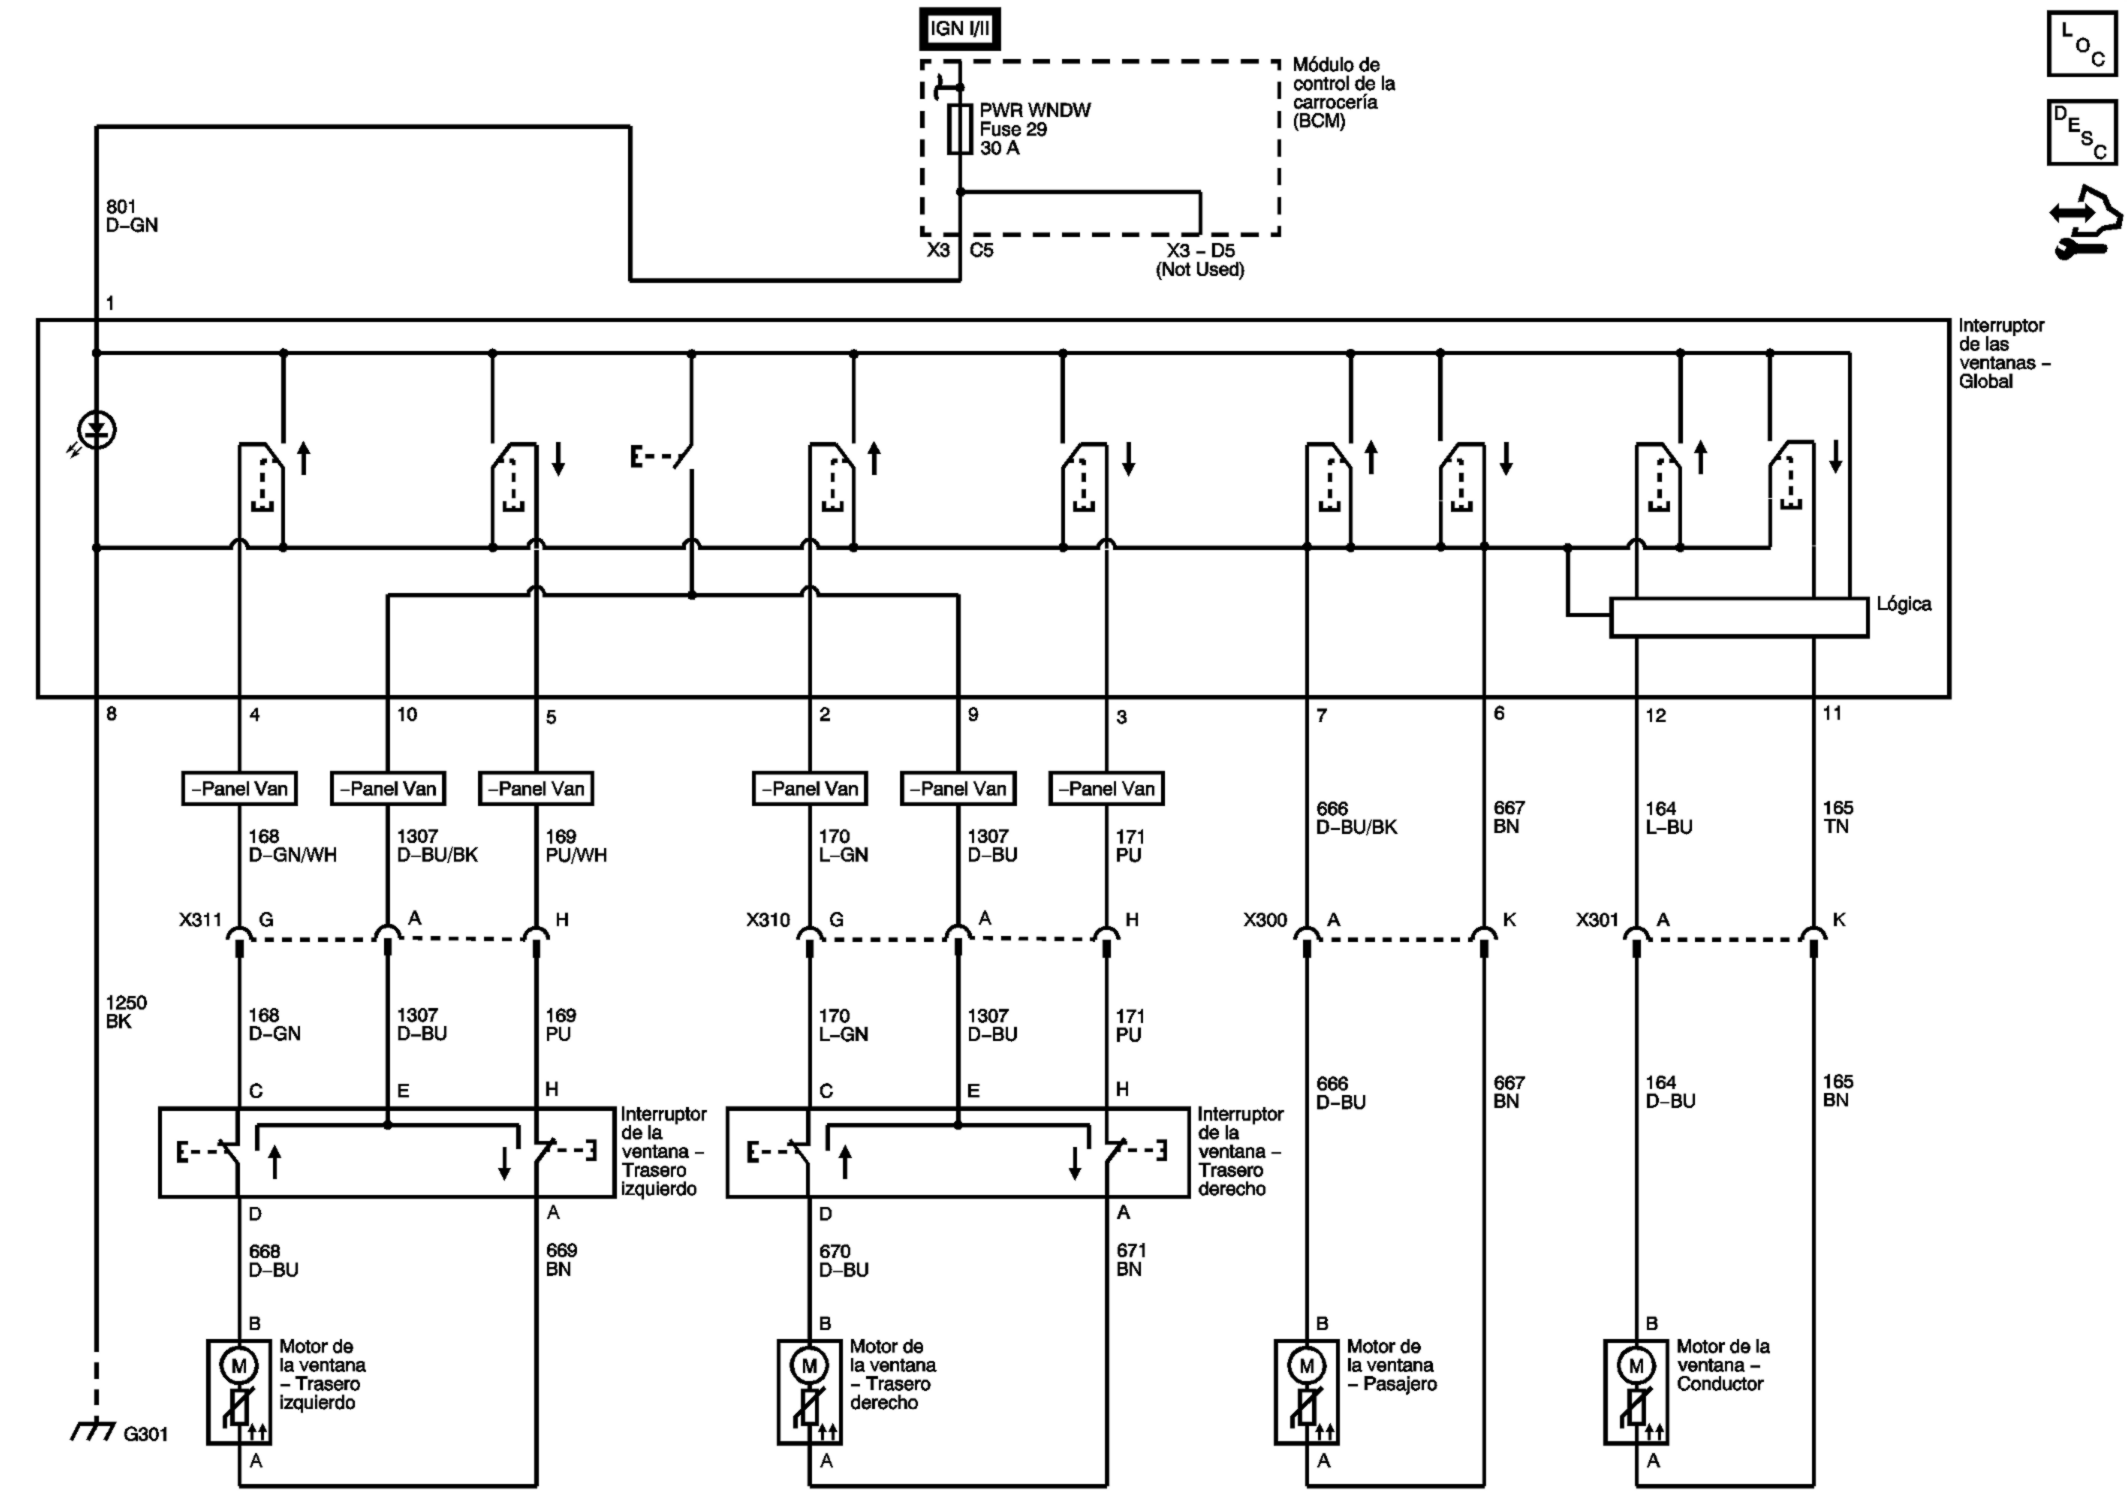 IGN I/II
L
O
C
D
E
S
C
Módulo de
control de la
carrocería
(BCM)
PWR WNDW
Fuse 29
30 A
X3
C5
X3 – D5
(Not Used)
801
D–GN
1
Interruptor
de las
ventanas –
Global
Lógica
8
4
10
5
2
9
3
7
6
12
11
–Panel Van
–Panel Van
–Panel Van
–Panel Van
–Panel Van
–Panel Van
168
D–GN/WH
1307
D–BU/BK
169
PU/WH
170
L–GN
1307
D–BU
171
PU
666
D–BU/BK
667
BN
164
L–BU
165
TN
X311
G
A
H
X310
G
A
H
X300
A
K
X301
A
K
1250
BK
168
D–GN
1307
D–BU
169
PU
170
L–GN
1307
D–BU
171
PU
666
D–BU
667
BN
164
D–BU
165
BN
C
E
H
C
E
H
Interruptor
de la
ventana –
Trasero
izquierdo
Interruptor
de la
ventana –
Trasero
derecho
D
A
D
A
668
D–BU
669
BN
670
D–BU
671
BN
B
B
B
B
M
Motor de
la ventana
– Trasero
izquierdo
M
Motor de
la ventana
– Trasero
derecho
M
Motor de
la ventana
– Pasajero
M
Motor de la
ventana –
Conductor
G301
A
A
A
A